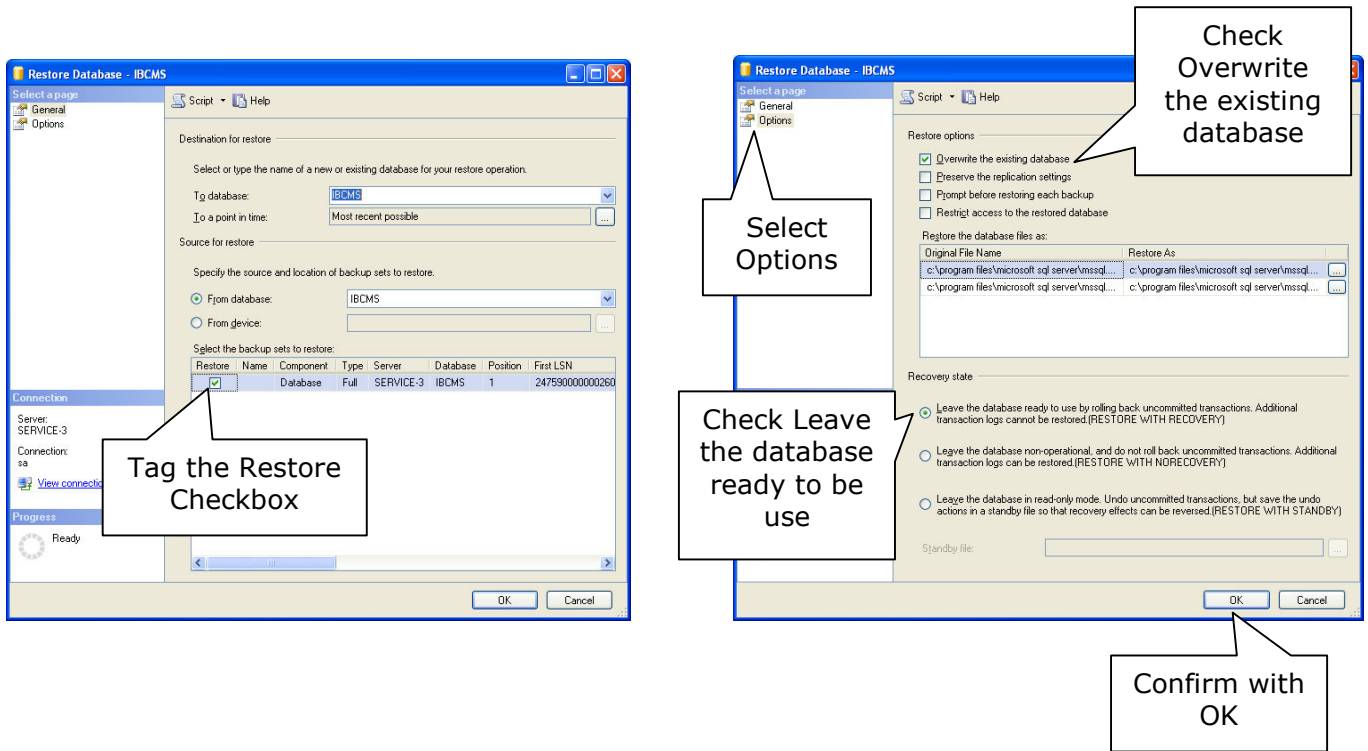 Restore Database - IBCMS
Select a page
General
Options
Script
Help
Destination for restore
Select or type the name of a new or existing database for your restore operation.
To database:
IBCMS
To a point in time:
Most recent possible
...
Source for restore
Specify the source and location of backup sets to restore.
From database:
IBCMS
From device:
...
Select the backup sets to restore:
Restore Name Component Type Server Database Position First LSN
Database Full SERVICE-3 IBCMS 1 247590000000260
Connection
Server:
SERVICE-3
Connection:
sa
View connectio
Progress
Ready
Tag the Restore
Checkbox
OK
Cancel
Restore Database - IBCMS
Select a page
General
Options
Script
Help
Check
Overwrite
the existing
database
Restore options
Overwrite the existing database
Preserve the replication settings
Prompt before restoring each backup
Restrict access to the restored database
Select
Options
Restore the database files as:
Original File Name Restore As
c:\program files\microsoft sql server\mssql.... c:\program files\microsoft sql server\mssql.... ...
c:\program files\microsoft sql server\mssql.... c:\program files\microsoft sql server\mssql.... ...
Recovery state
Leave the database ready to use by rolling back uncommitted transactions. Additional
transaction logs cannot be restored.(RESTORE WITH RECOVERY)
Leave the database non-operational, and do not roll back uncommitted transactions. Additional
transaction logs can be restored.(RESTORE WITH NORECOVERY)
Leave the database in read-only mode. Undo uncommitted transactions, but save the undo
actions in a standby file so that recovery effects can be reversed.(RESTORE WITH STANDBY)
Standby file:
...
Check Leave
the database
ready to be
use
OK
Cancel
Confirm with
OK